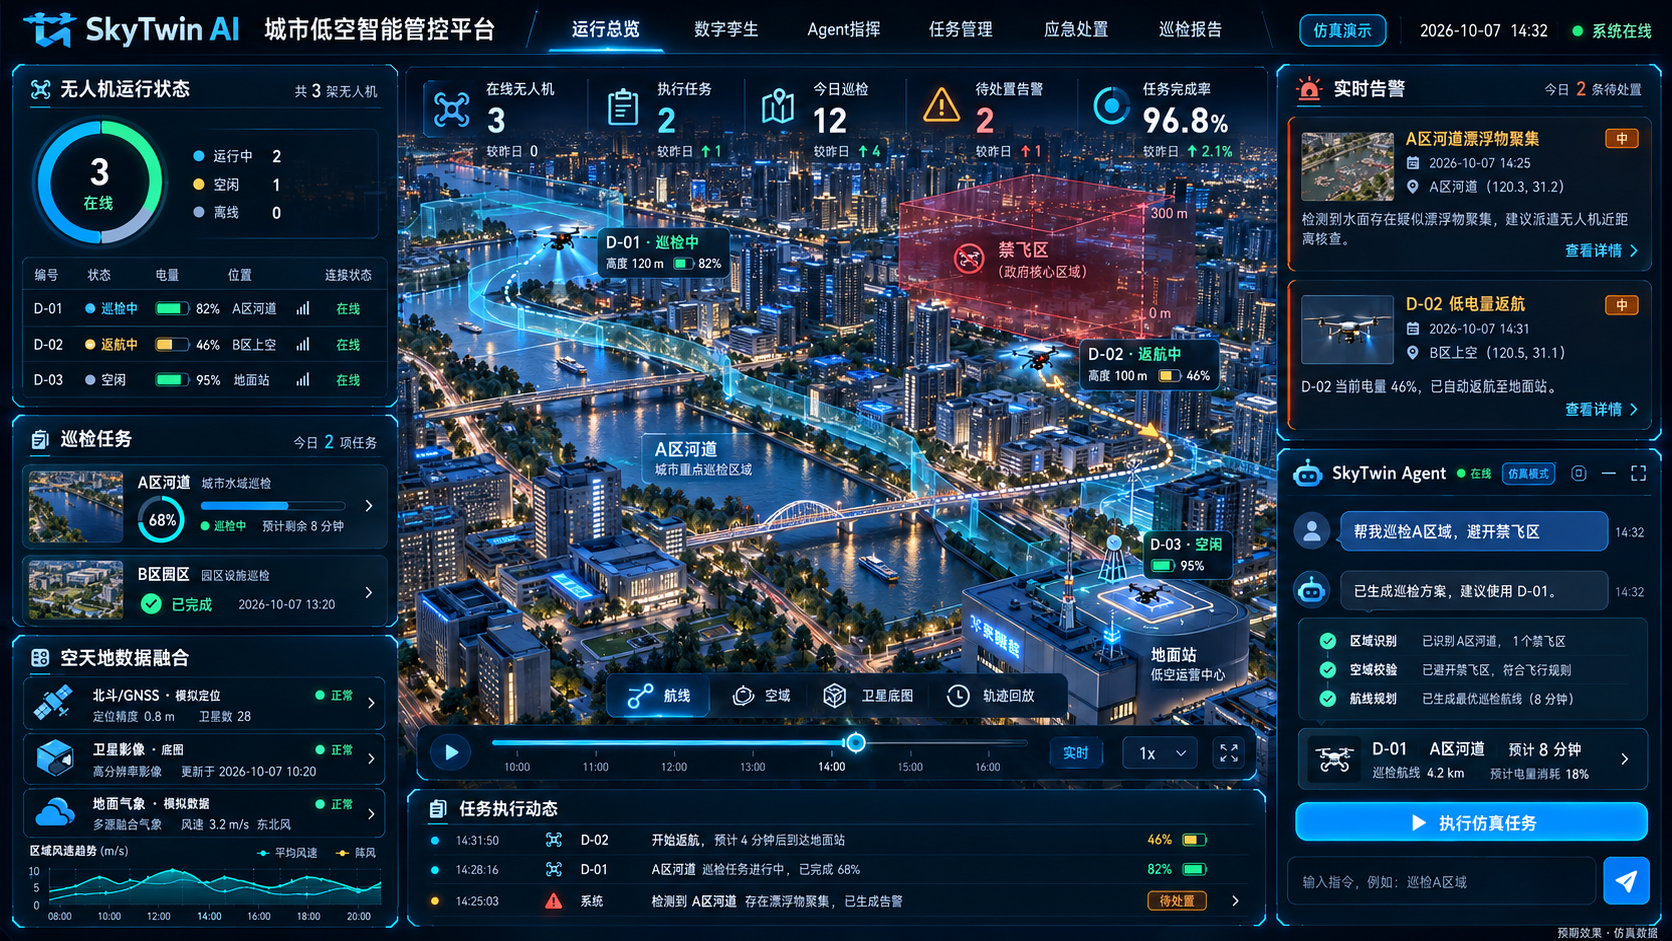 SkyTwin AI 城市低空智能管控平台
运行总览 数字孪生 Agent指挥 任务管理 应急处置 巡检报告
仿真演示 2026-10-07 14:32 系统在线
无人机运行状态 共 3 架无人机
3
在线
运行中 2
空闲 1
离线 0
编号 状态 电量 位置 连接状态
D-01 巡检中 82% A区河道 在线
D-02 返航中 46% B区上空 在线
D-03 空闲 95% 地面站 在线
巡检任务 今日 2 项任务
A区河道 城市水域巡检
68%
巡检中 预计剩余 8 分钟
B区园区 园区设施巡检
已完成 2026-10-07 13:20
空天地数据融合
北斗/GNSS · 模拟定位 正常
定位精度 0.8 m 卫星数 28
卫星影像 · 底图 正常
高分辨率影像 更新于 2026-10-07 10:20
地面气象 · 模拟数据 正常
多源融合气象 风速 3.2 m/s 东北风
区域风速趋势 (m/s) 平均风速 阵风
10
5
0
08:00 10:00 12:00 14:00 16:00 18:00 20:00
在线无人机
3
较昨日 0
执行任务
2
较昨日 ↑ 1
今日巡检
12
较昨日 ↑ 4
待处置告警
2
较昨日 ↑ 1
任务完成率
96.8%
较昨日 ↑ 2.1%
D-01 · 巡检中
高度 120 m 82%
300 m
禁飞区
(政府核心区域)
0 m
D-02 · 返航中
高度 100 m 46%
A区河道
城市重点巡检区域
D-03 · 空闲
95%
地面站
低空运营中心
航线 空域 卫星底图 轨迹回放
10:00 11:00 12:00 13:00 14:00 15:00 16:00
实时 1x
任务执行动态
14:31:50 D-02 开始返航，预计 4 分钟后到达地面站 46%
14:28:16 D-01 A区河道 巡检任务进行中，已完成 68% 82%
14:25:03 系统 检测到 A区河道 存在漂浮物聚集，已生成告警 待处置
实时告警 今日 2 条待处置
A区河道漂浮物聚集 中
2026-10-07 14:25
A区河道 (120.3, 31.2)
检测到水面存在疑似漂浮物聚集，建议派遣无人机近距
离核查。
查看详情
D-02 低电量返航 中
2026-10-07 14:31
B区上空 (120.5, 31.1)
D-02 当前电量 46%，已自动返航至地面站。
查看详情
SkyTwin Agent 在线 仿真模式
帮我巡检A区域，避开禁飞区 14:32
已生成巡检方案，建议使用 D-01。 14:32
区域识别 已识别A区河道， 1个禁飞区
空域校验 已避开禁飞区，符合飞行规则
航线规划 已生成最优巡检航线 (8 分钟)
D-01 A区河道 预计 8 分钟
巡检航线 4.2 km 预计电量消耗 18%
执行仿真任务
输入指令，例如：巡检A区域
预期效果 · 仿真数据